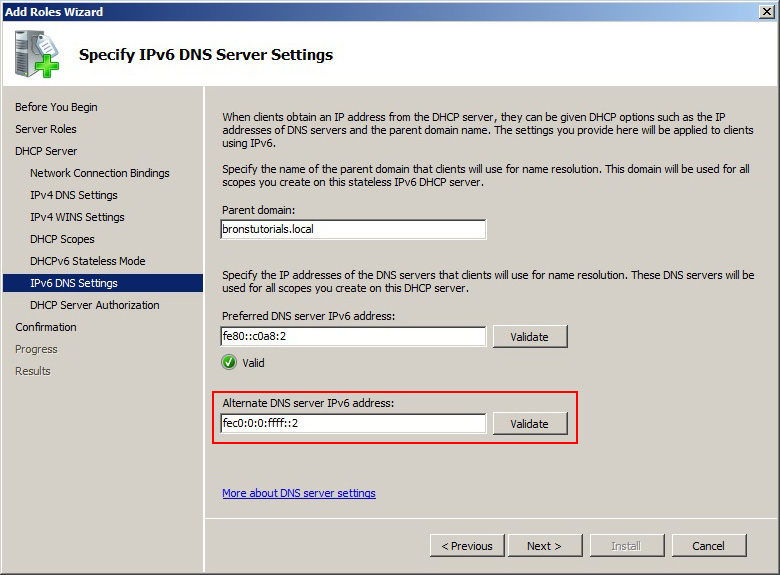 Add Roles Wizard
Specify IPv6 DNS Server Settings
Before You Begin
Server Roles
DHCP Server
Network Connection Bindings
IPv4 DNS Settings
IPv4 WINS Settings
DHCP Scopes
DHCPv6 Stateless Mode
IPv6 DNS Settings
DHCP Server Authorization
Confirmation
Progress
Results
When clients obtain an IP address from the DHCP server, they can be given DHCP options such as the IP
addresses of DNS servers and the parent domain name. The settings you provide here will be applied to clients
using IPv6.
Specify the name of the parent domain that clients will use for name resolution. This domain will be used for all
scopes you create on this stateless IPv6 DHCP server.
Parent domain:
bronstutorials.local
Specify the IP addresses of the DNS servers that clients will use for name resolution. These DNS servers will be
used for all scopes you create on this DHCP server.
Preferred DNS server IPv6 address:
fe80::c0a8:2
Validate
Valid
Alternate DNS server IPv6 address:
fec0:0:0:ffff::2
Validate
More about DNS server settings
< Previous
Next >
Install
Cancel